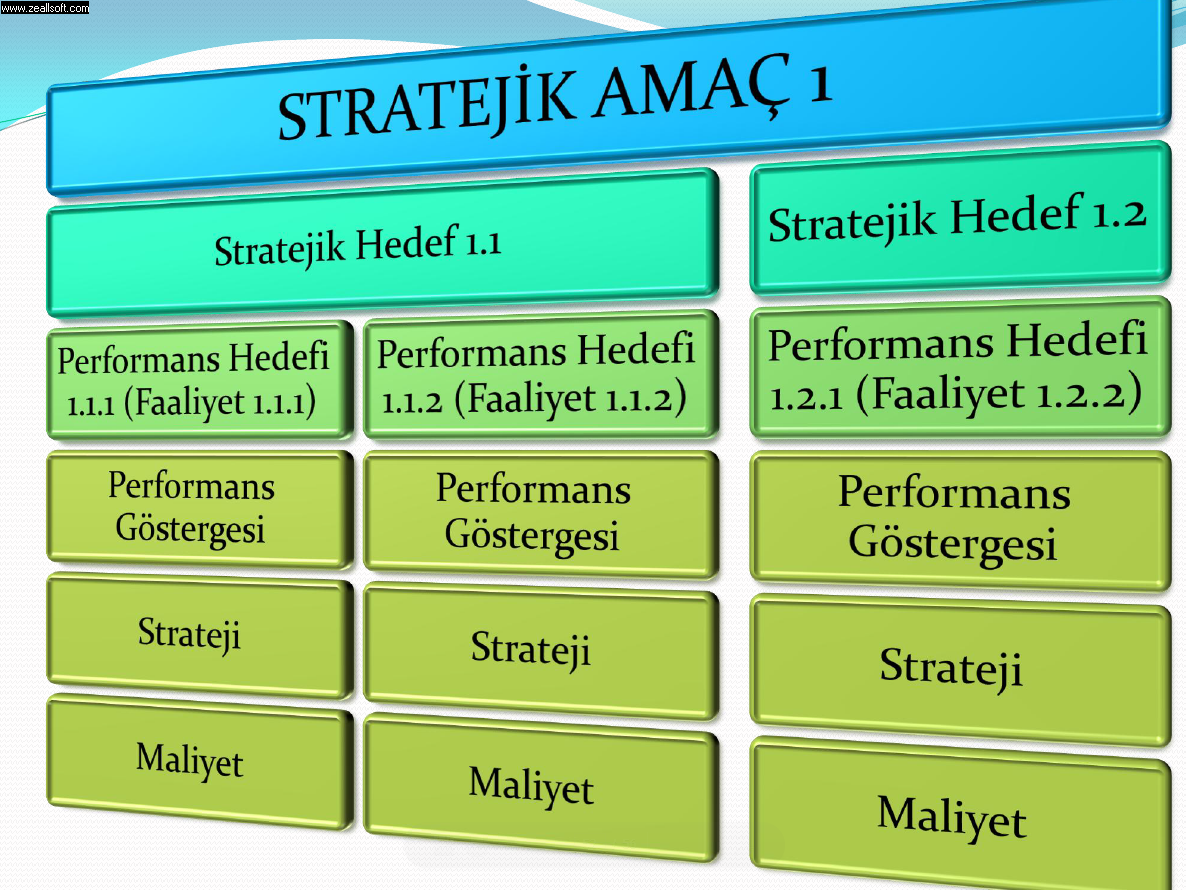 www.zeallsoft.com
STRATEJİK AMAÇ 1
Stratejik Hedef 1.1
Stratejik Hedef 1.2
Performans Hedefi
1.1.1 (Faaliyet 1.1.1)
Performans Hedefi
1.1.2 (Faaliyet 1.1.2)
Performans Hedefi
1.2.1 (Faaliyet 1.2.2)
Performans
Göstergesi
Performans
Göstergesi
Performans
Göstergesi
Strateji
Strateji
Strateji
Maliyet
Maliyet
Maliyet